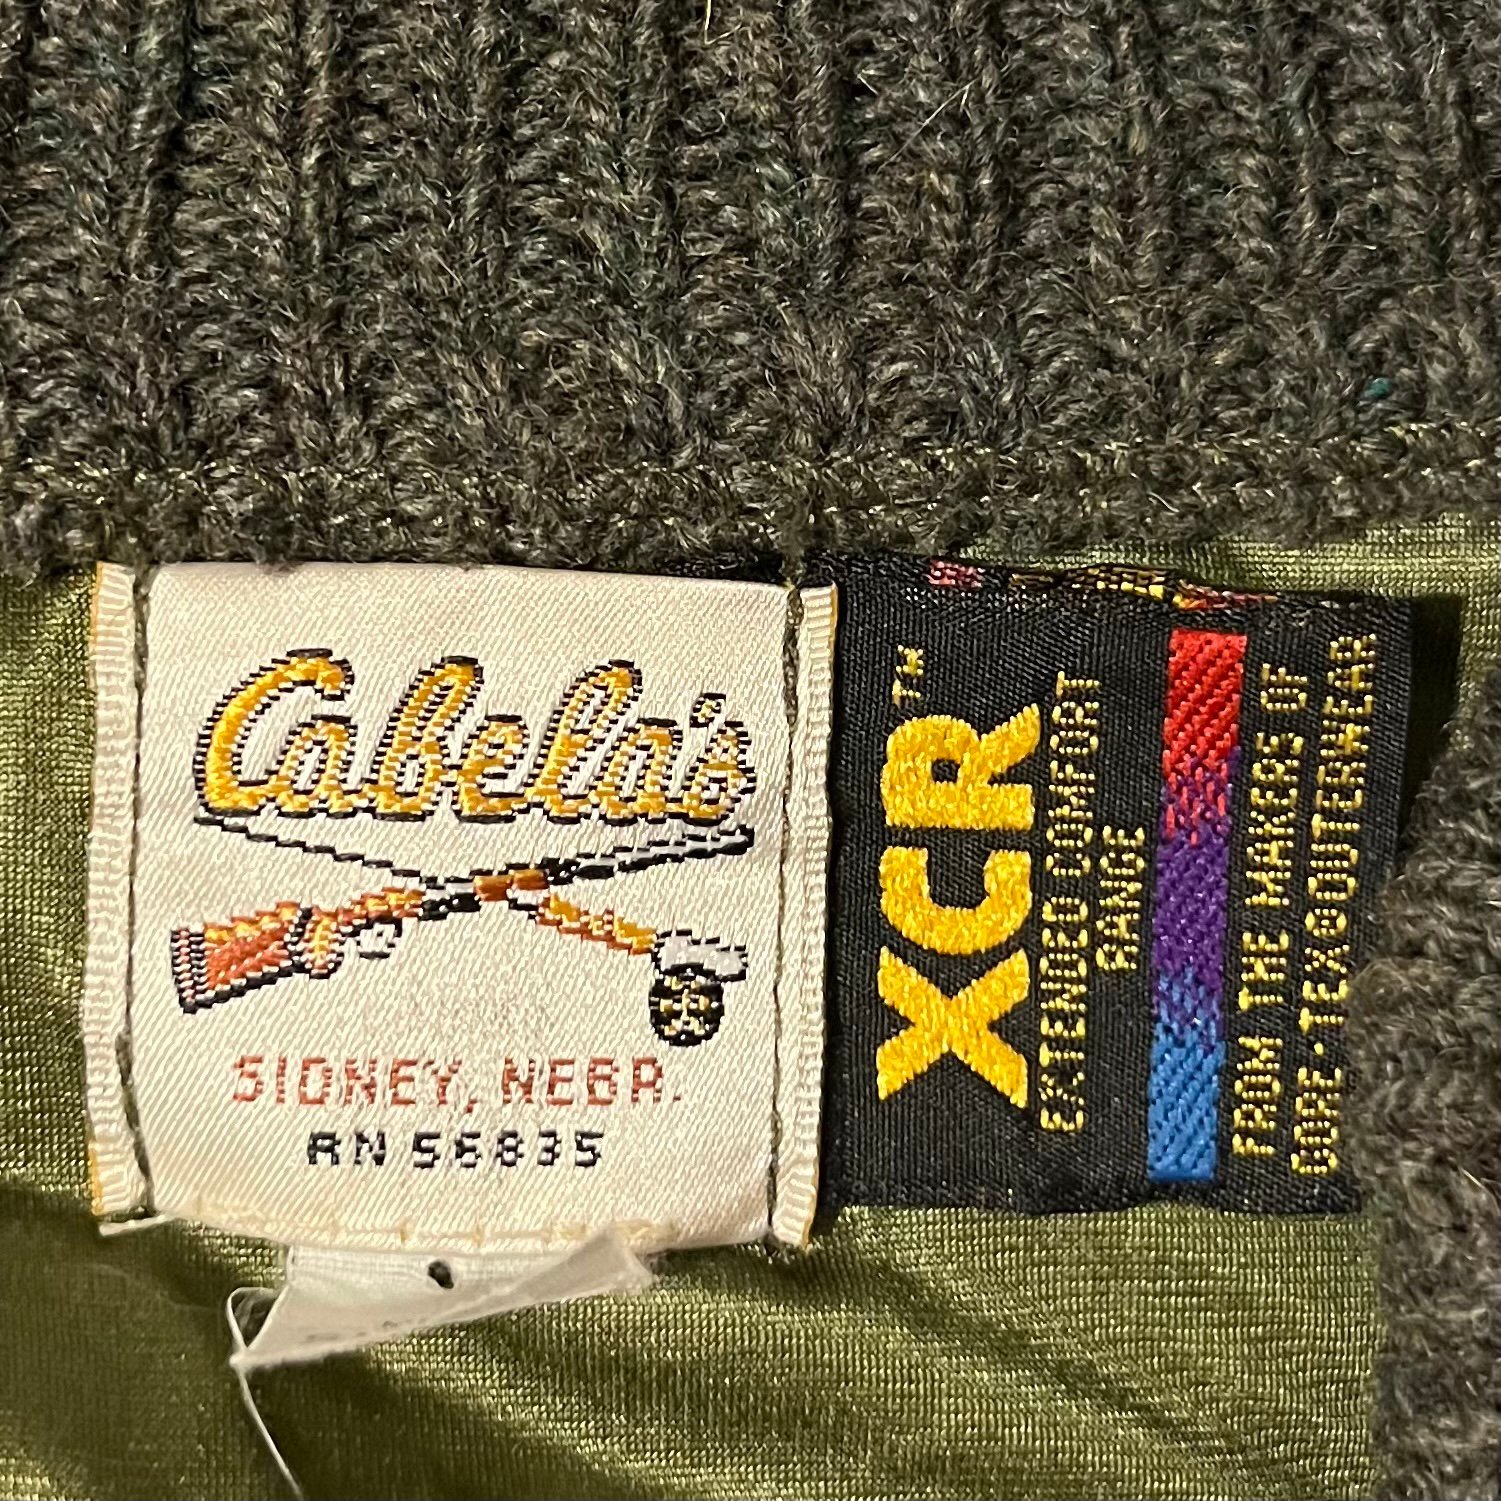 Cabela's
SIDNEY, NEBR.
RN 56835
XCR™
EXTENDED COMFORT
RANGE
FROM THE MAKERS OF
GORE-TEX® OUTERWEAR